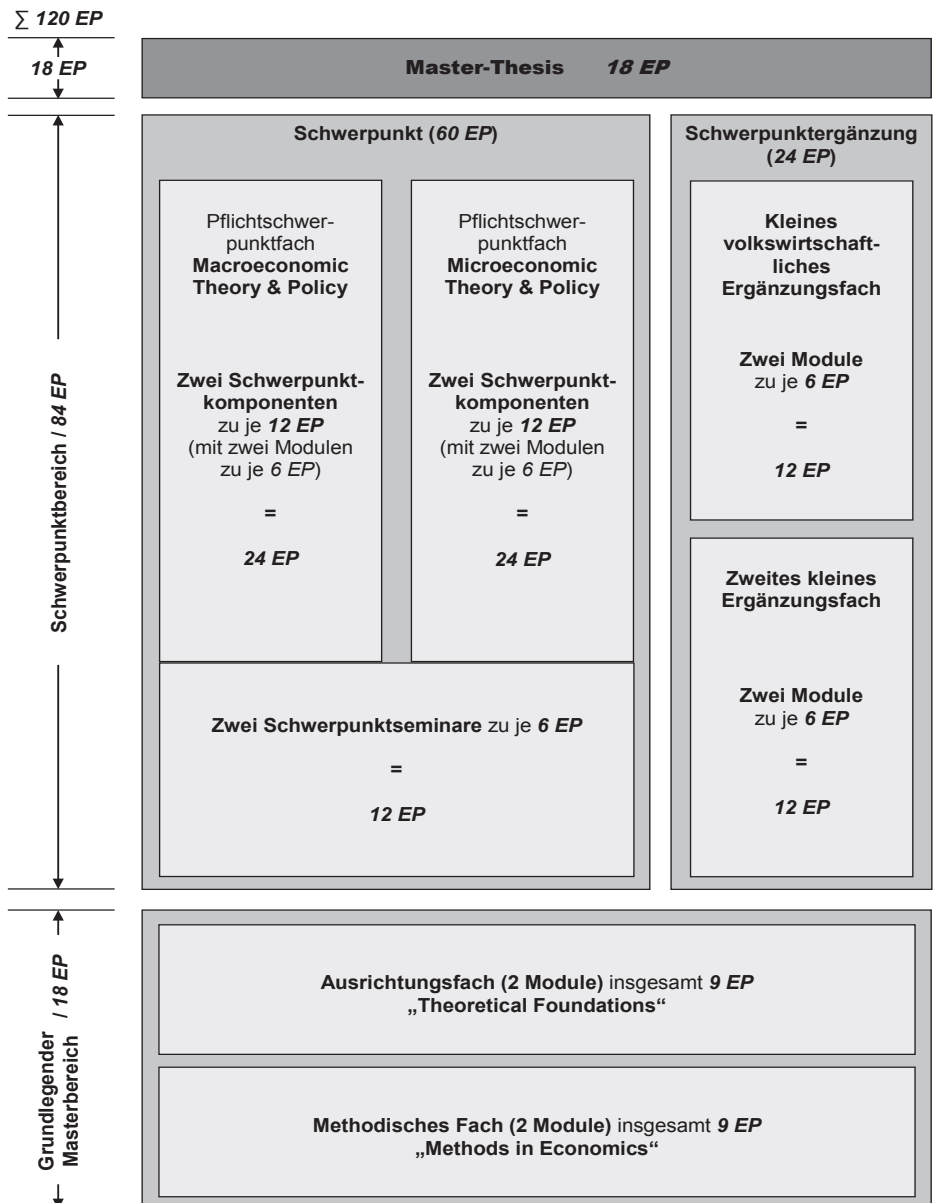 ∑ 120 EP
18 EP
Master-Thesis 18 EP
Schwerpunktbereich / 84 EP
Schwerpunkt (60 EP)
Pflichtschwer-
punktfach
Macroeconomic
Theory & Policy
Zwei Schwerpunkt-
komponenten
zu je 12 EP
(mit zwei Modulen
zu je 6 EP)
=
24 EP
Pflichtschwer-
punktfach
Microeconomic
Theory & Policy
Zwei Schwerpunkt-
komponenten
zu je 12 EP
(mit zwei Modulen
zu je 6 EP)
=
24 EP
Zwei Schwerpunktseminare zu je 6 EP
=
12 EP
Schwerpunktergänzung
(24 EP)
Kleines
volkswirtschaft-
liches
Ergänzungsfach
Zwei Module
zu je 6 EP
=
12 EP
Zweites kleines
Ergänzungsfach
Zwei Module
zu je 6 EP
=
12 EP
Grundlegender / 18 EP
Masterbereich
Ausrichtungsfach (2 Module) insgesamt 9 EP
„Theoretical Foundations“
Methodisches Fach (2 Module) insgesamt 9 EP
„Methods in Economics“